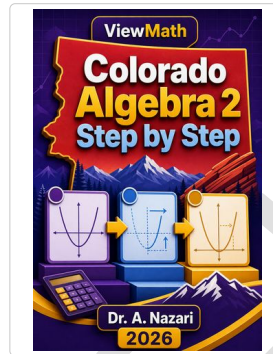 ViewMath
Colorado
Algebra 2
Step by Step
Dr. A. Nazari
2026